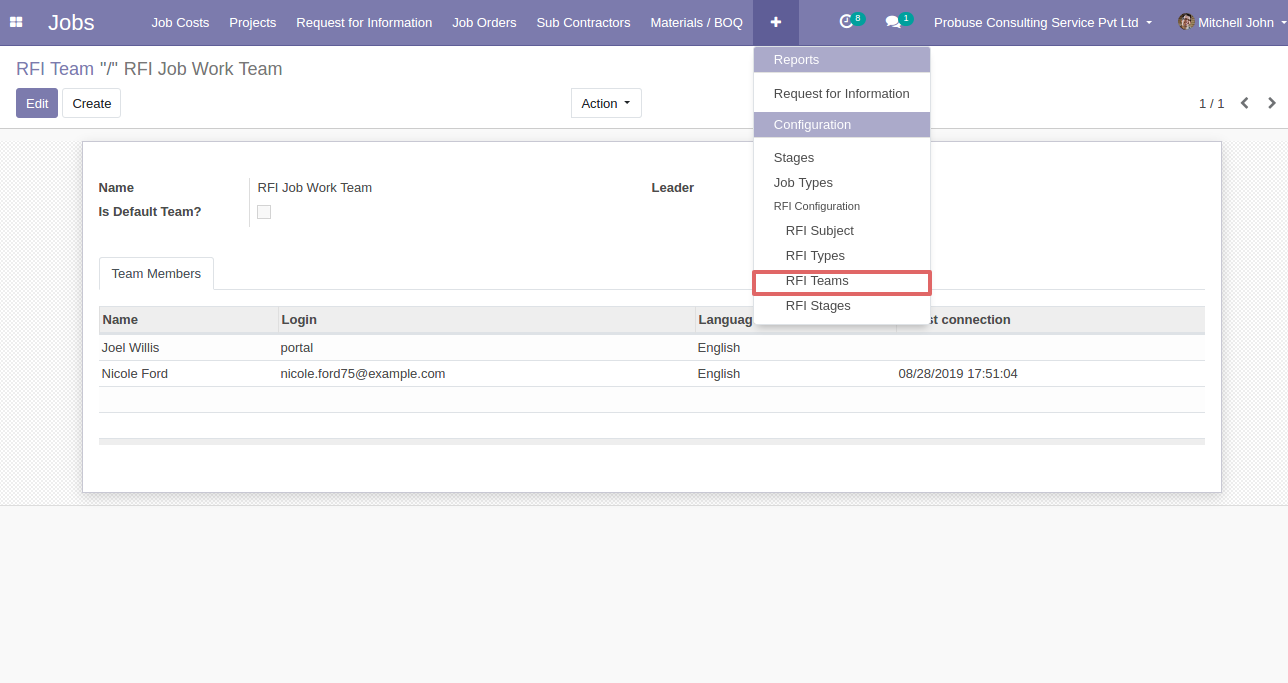 Jobs Job Costs Projects Request for Information Job Orders Sub Contractors Materials / BOQ 8 1 Probuse Consulting Service Pvt Ltd Mitchell John
RFI Team "/" RFI Job Work Team
Edit Create Action 1 / 1
Reports
Request for Information
Configuration
Stages
Job Types
RFI Configuration
RFI Subject
RFI Types
RFI Teams
RFI Stages
Name RFI Job Work Team Leader
Is Default Team?
Team Members
Name Login Languag st connection
Joel Willis portal English
Nicole Ford nicole.ford75@example.com English 08/28/2019 17:51:04